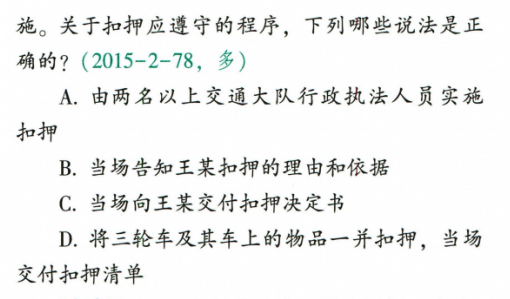 施。关于扣押应遵守的程序，下列哪些说法是正
确的？（2015-2-78，多）
A. 由两名以上交通大队行政执法人员实施
扣押
B. 当场告知王某扣押的理由和依据
C. 当场向王某交付扣押决定书
D. 将三轮车及其车上的物品一并扣押，当场
交付扣押清单